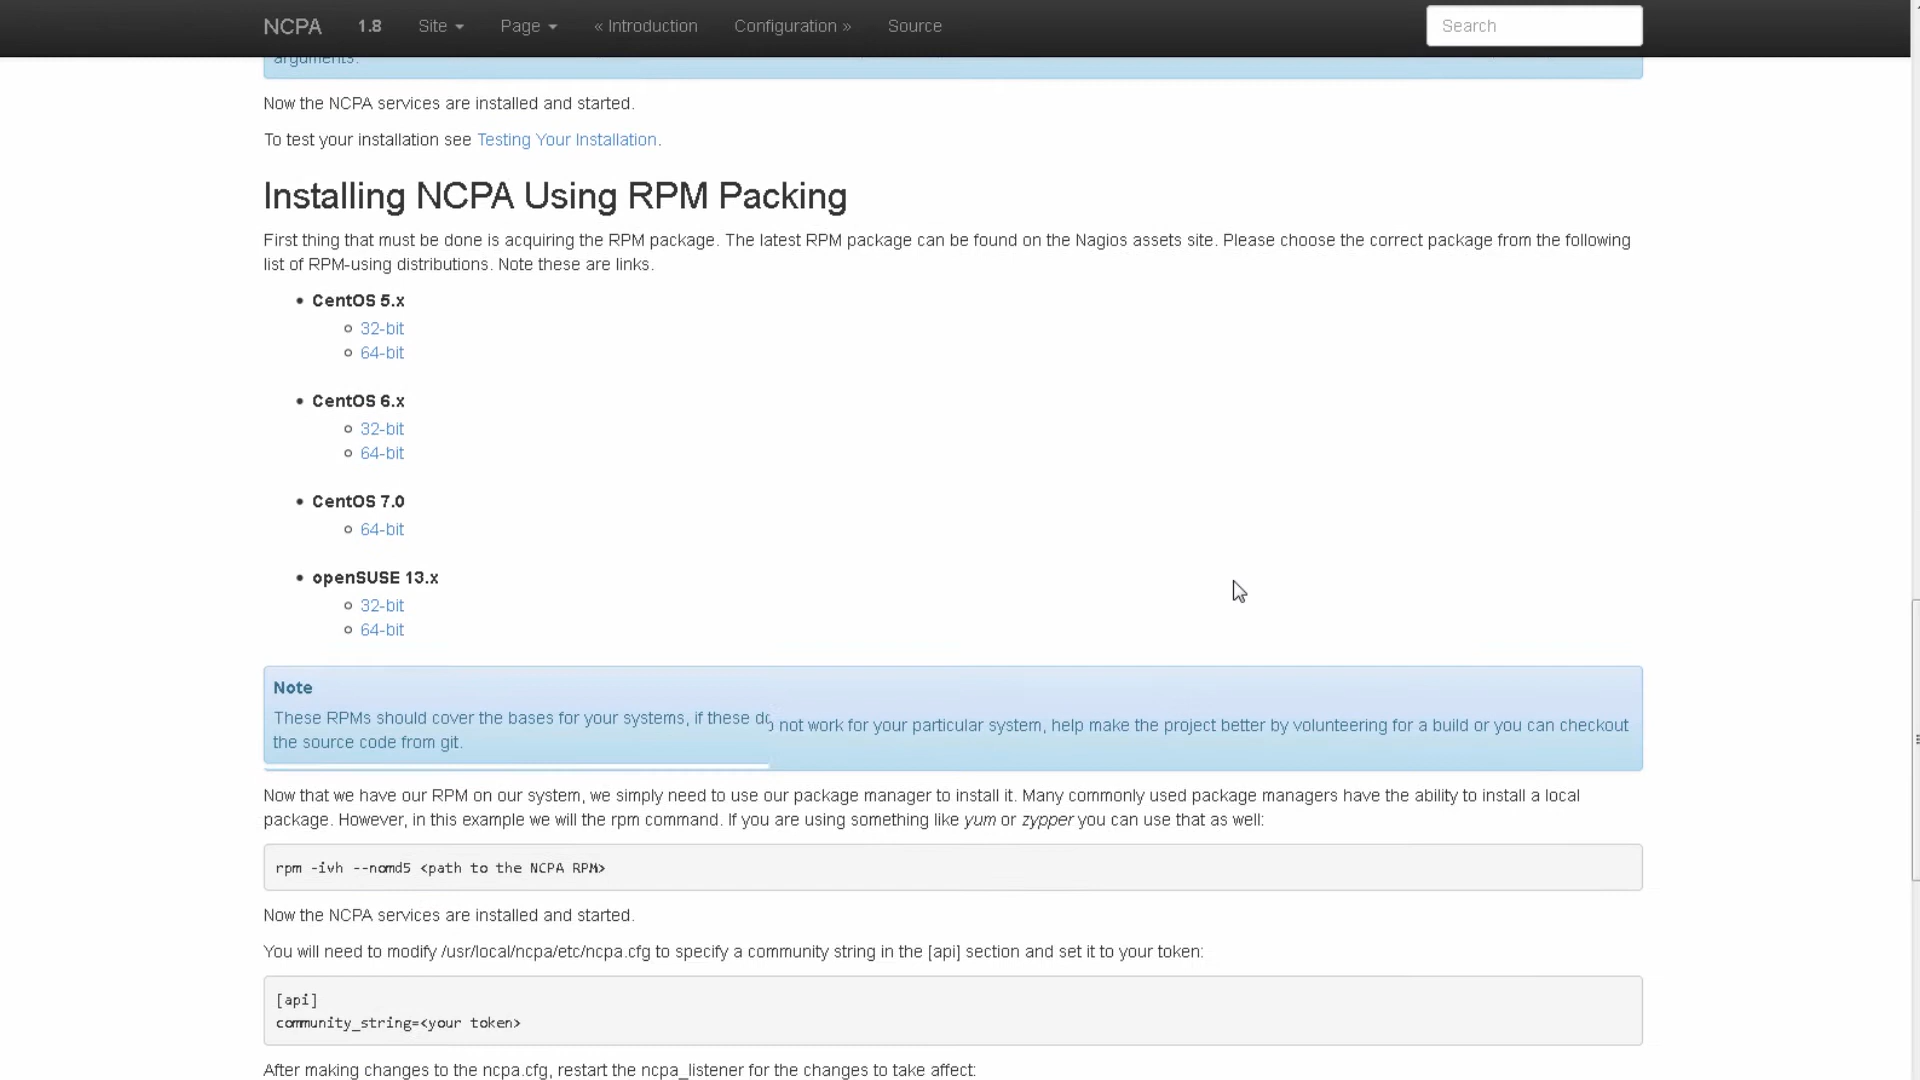 NCPA 1.8 Site Page « Introduction Configuration » Source Search
arguments.
Now the NCPA services are installed and started.
To test your installation see Testing Your Installation.
Installing NCPA Using RPM Packing
First thing that must be done is acquiring the RPM package. The latest RPM package can be found on the Nagios assets site. Please choose the correct package from the following
list of RPM-using distributions. Note these are links.
• CentOS 5.x
32-bit
64-bit
• CentOS 6.x
32-bit
64-bit
• CentOS 7.0
64-bit
• openSUSE 13.x
32-bit
64-bit
Note
These RPMs should cover the bases for your systems, if these do not work for your particular system, help make the project better by volunteering for a build or you can checkout
the source code from git.
Now that we have our RPM on our system, we simply need to use our package manager to install it. Many commonly used package managers have the ability to install a local
package. However, in this example we will the rpm command. If you are using something like yum or zypper you can use that as well:
rpm -ivh --nomd5 <path to the NCPA RPM>
Now the NCPA services are installed and started.
You will need to modify /usr/local/ncpa/etc/ncpa.cfg to specify a community string in the [api] section and set it to your token:
[api]
community_string=<your token>
After making changes to the ncpa.cfg, restart the ncpa_listener for the changes to take affect: